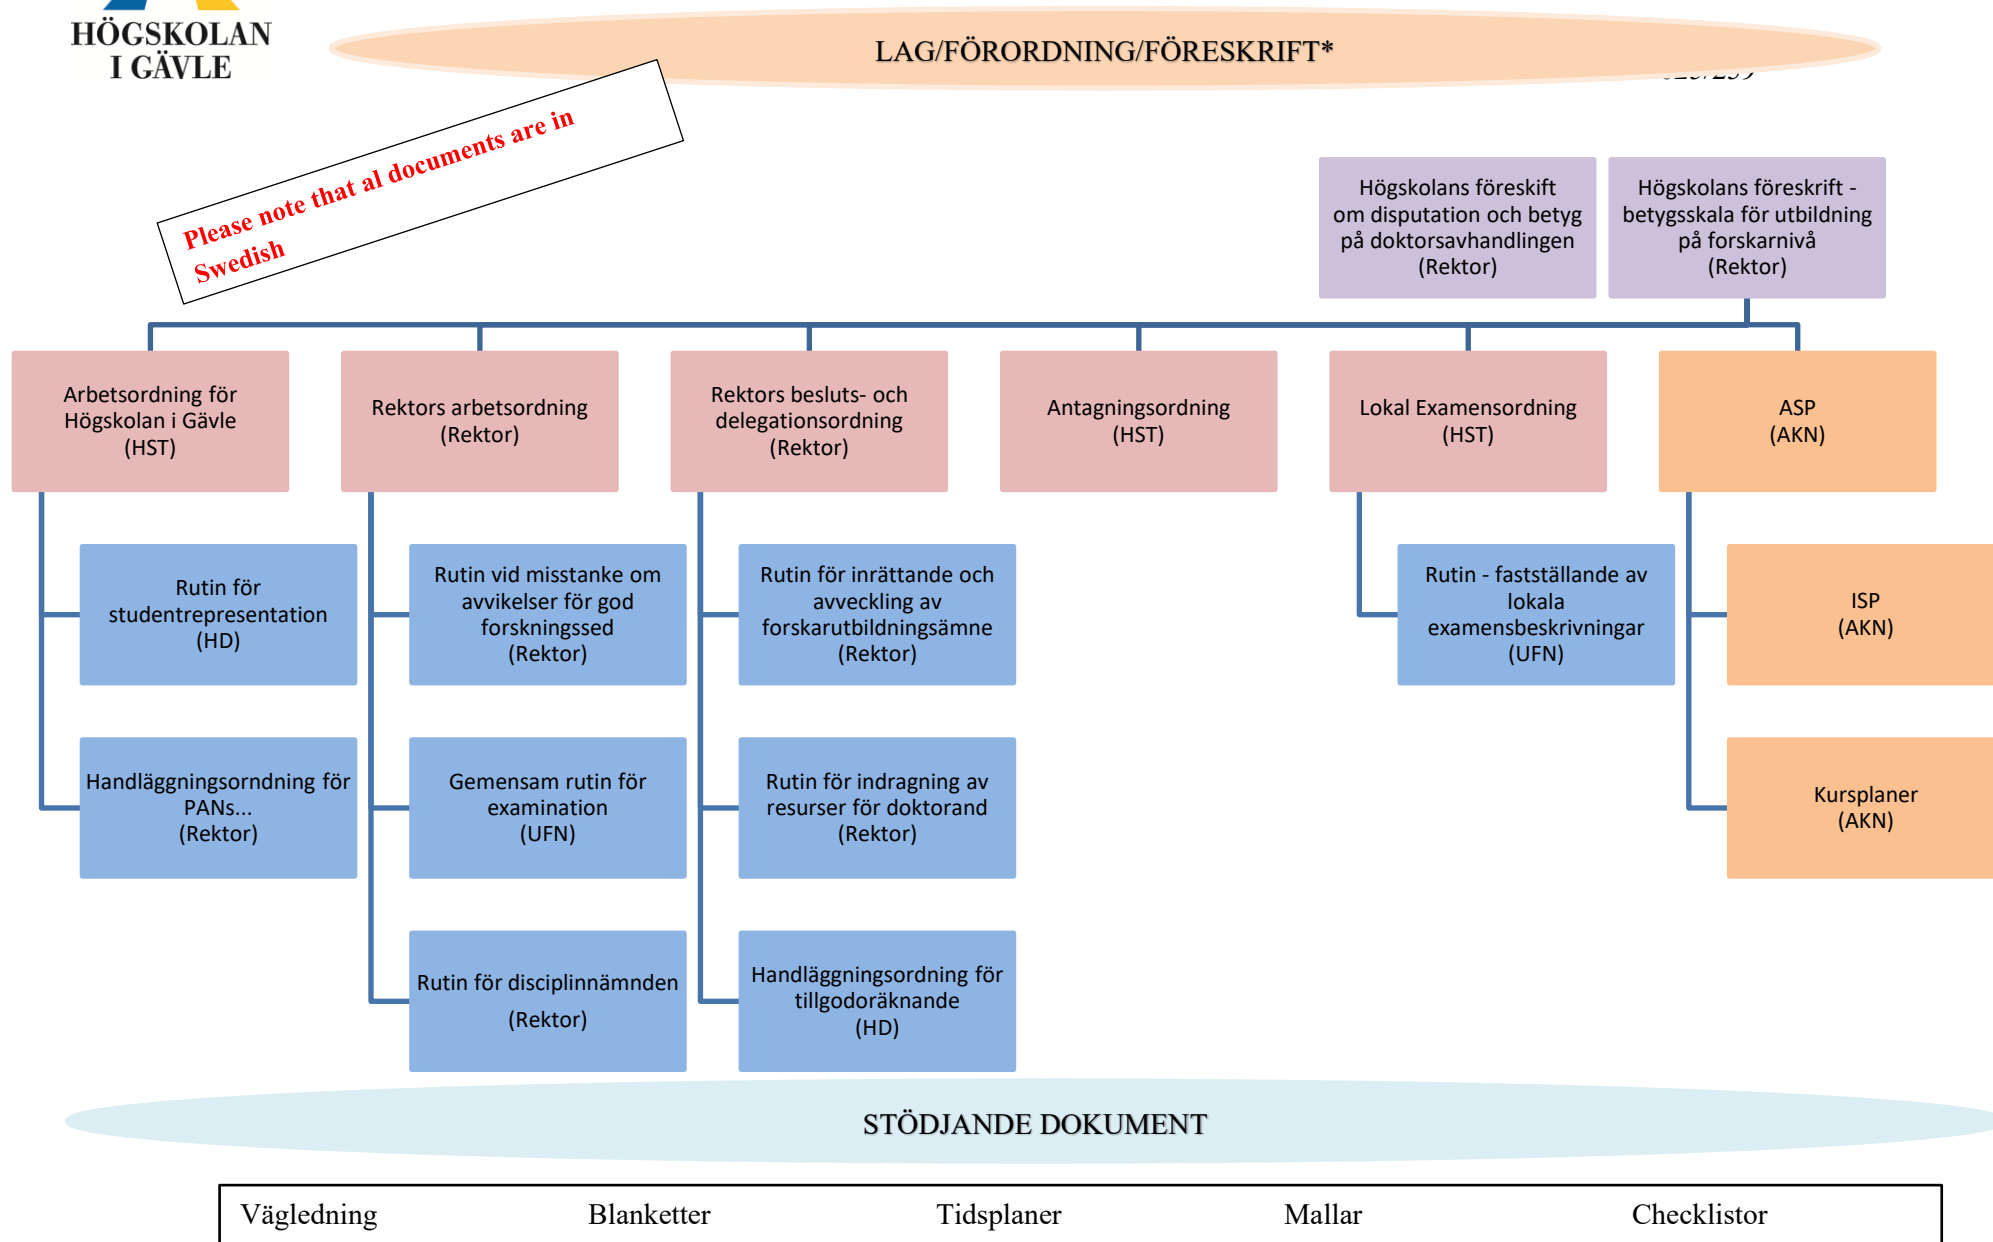 HÖGSKOLAN
I GÄVLE
LAG/FÖRORDNING/FÖRESKRIFT*
Please note that al documents are in
Swedish
Högskolans föreskift
om disputation och betyg
på doktorsavhandlingen
(Rektor)
Högskolans föreskrift -
betygsskala för utbildning
på forskarnivå
(Rektor)
Arbetsordning för
Högskolan i Gävle
(HST)
Rektors arbetsordning
(Rektor)
Rektors besluts- och
delegationsordning
(Rektor)
Antagningsordning
(HST)
Lokal Examensordning
(HST)
ASP
(AKN)
Rutin för
studentrepresentation
(HD)
Rutin vid misstanke om
avvikelser för god
forskningssed
(Rektor)
Rutin för inrättande och
avveckling av
forskarutbildningsämne
(Rektor)
Rutin - fastställande av
lokala
examensbeskrivningar
(UFN)
ISP
(AKN)
Handläggningsorndning för
PANs...
(Rektor)
Gemensam rutin för
examination
(UFN)
Rutin för indragning av
resurser för doktorand
(Rektor)
Kursplaner
(AKN)
Rutin för disciplinnämnden
(Rektor)
Handläggningsordning för
tillgodoräknande
(HD)
STÖDJANDE DOKUMENT
Vägledning Blanketter Tidsplaner Mallar Checklistor